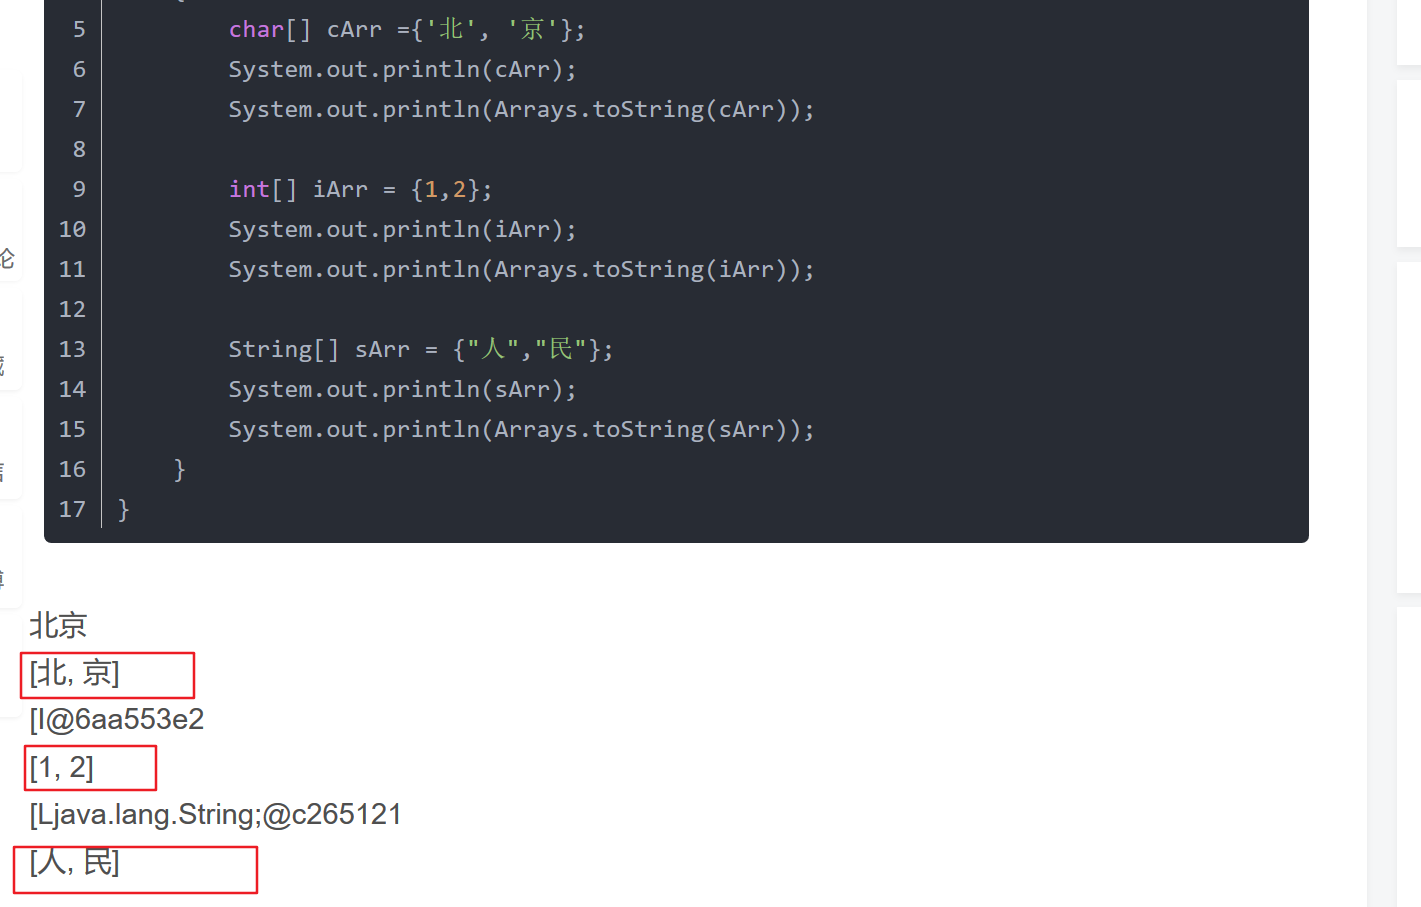 5 char[] cArr ={'北', '京'};
6 System.out.println(cArr);
7 System.out.println(Arrays.toString(cArr));
8
9 int[] iArr = {1,2};
10 System.out.println(iArr);
11 System.out.println(Arrays.toString(iArr));
12
13 String[] sArr = {"人","民"};
14 System.out.println(sArr);
15 System.out.println(Arrays.toString(sArr));
16 }
17 }
论
北京
[北, 京]
[I@6aa553e2
[1, 2]
[Ljava.lang.String;@c265121
[人, 民]